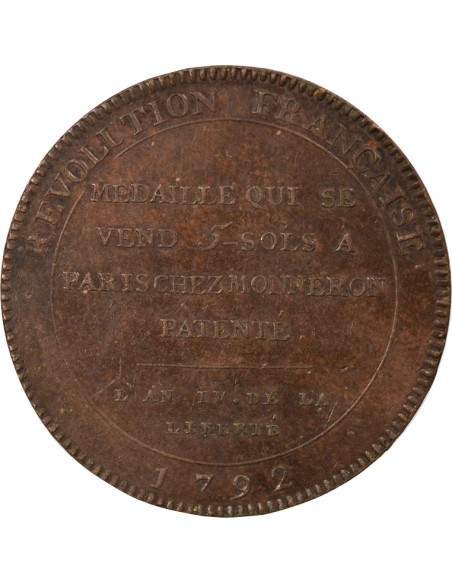 REVOLUTION FRANÇAISE
MEDAILLE QUI SE
VEND 5-SOLS A
PARIS CHEZ MONNERON
PATENTÉ
L'AN IV. DE LA
LIBERTÉ
1792